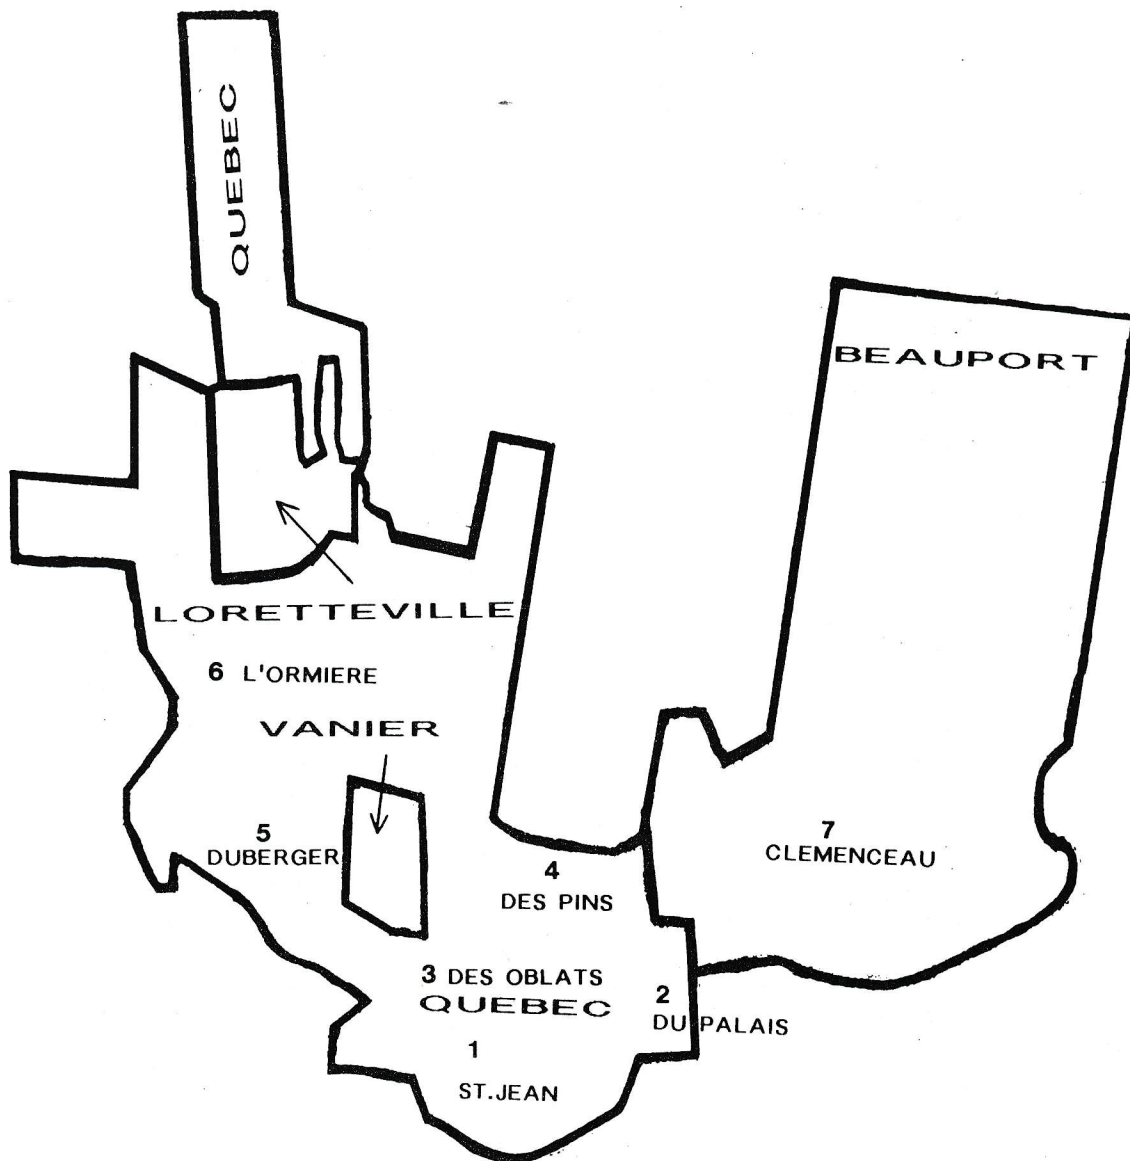 QUEBEC
BEAUPORT
LORETTEVILLE
6 L'ORMIERE
VANIER
5
DUBERGER
7
CLEMENCEAU
4
DES PINS
3 DES OBLATS
QUEBEC
2
DU PALAIS
1
ST.JEAN